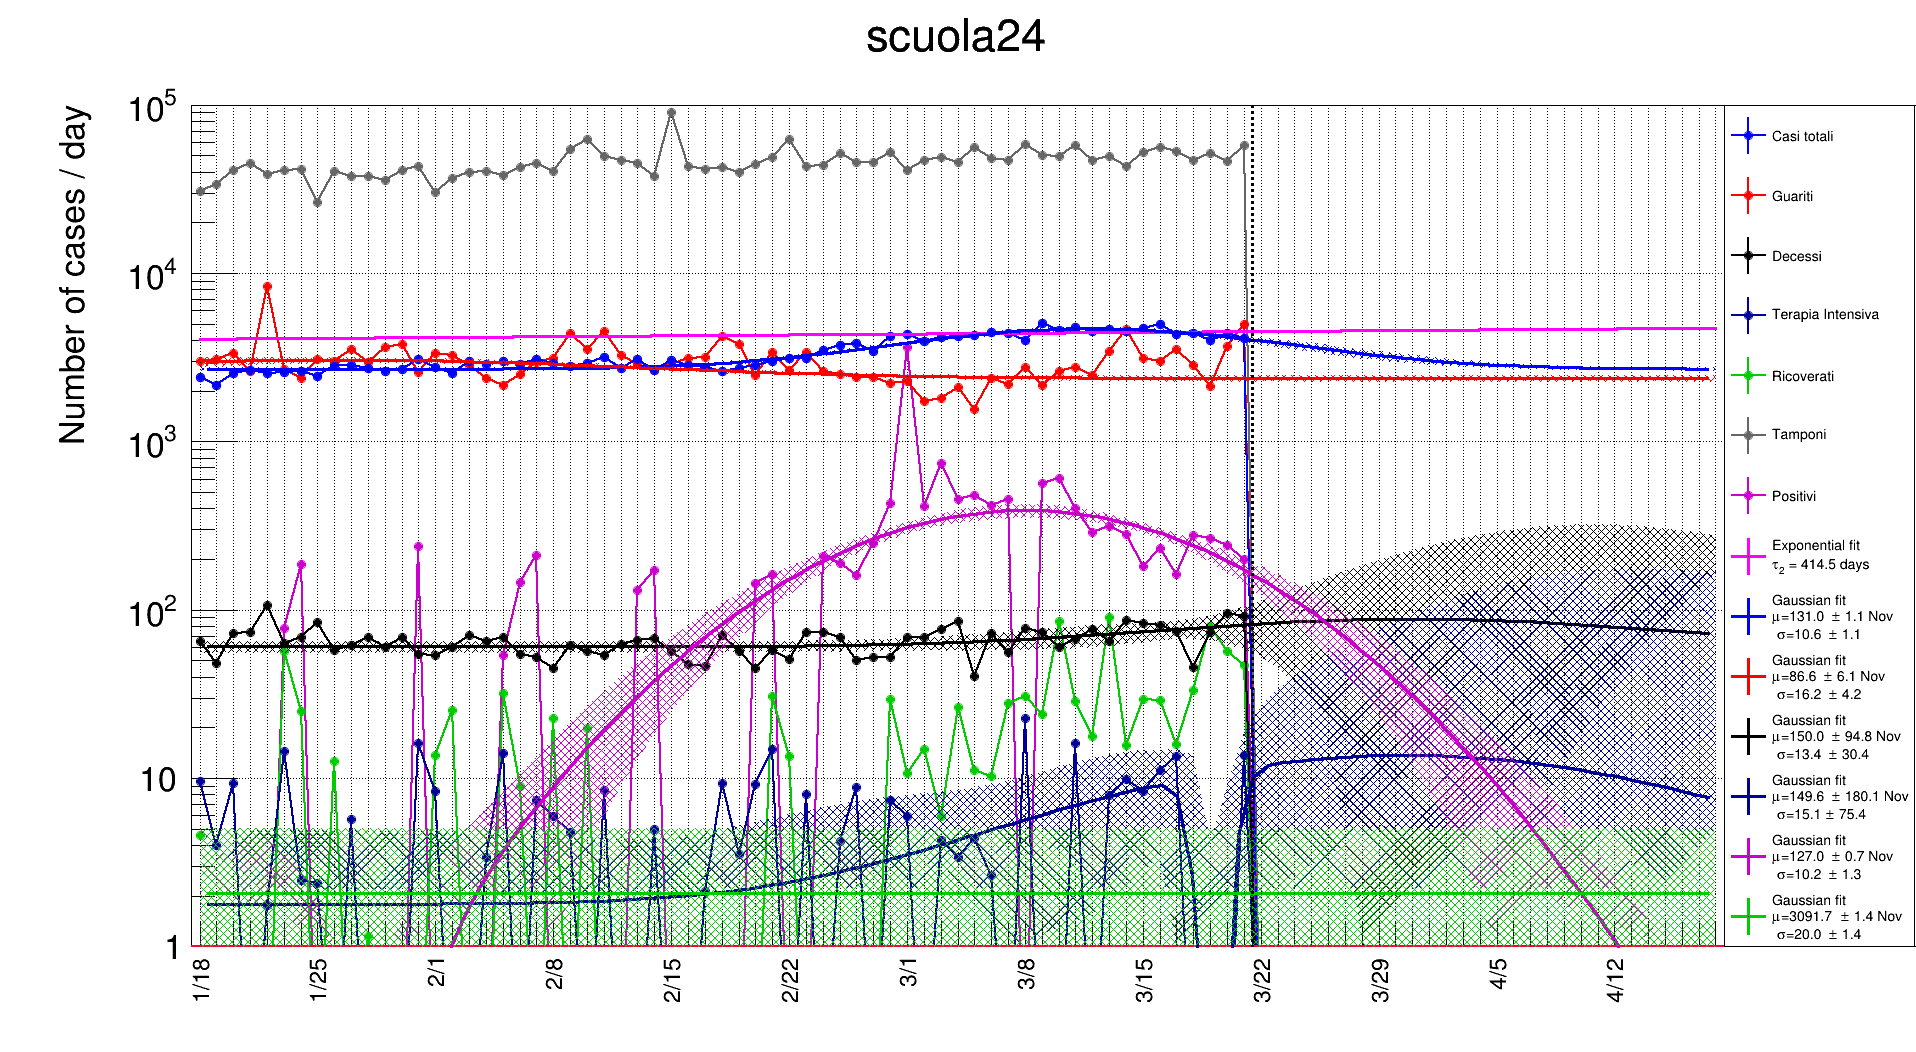 scuola24
Number of cases / day
10^5
10^4
10^3
10^2
10
1
1/18
1/25
2/1
2/8
2/15
2/22
3/1
3/8
3/15
3/22
3/29
4/5
4/12
Casi totali
Guariti
Decessi
Terapia Intensiva
Ricoverati
Tamponi
Positivi
Exponential fit
τ2 = 414.5 days
Gaussian fit
μ=131.0 ± 1.1 Nov
σ=10.6 ± 1.1
Gaussian fit
μ=86.6 ± 6.1 Nov
σ=16.2 ± 4.2
Gaussian fit
μ=150.0 ± 94.8 Nov
σ=13.4 ± 30.4
Gaussian fit
μ=149.6 ± 180.1 Nov
σ=15.1 ± 75.4
Gaussian fit
μ=127.0 ± 0.7 Nov
σ=10.2 ± 1.3
Gaussian fit
μ=3091.7 ± 1.4 Nov
σ=20.0 ± 1.4